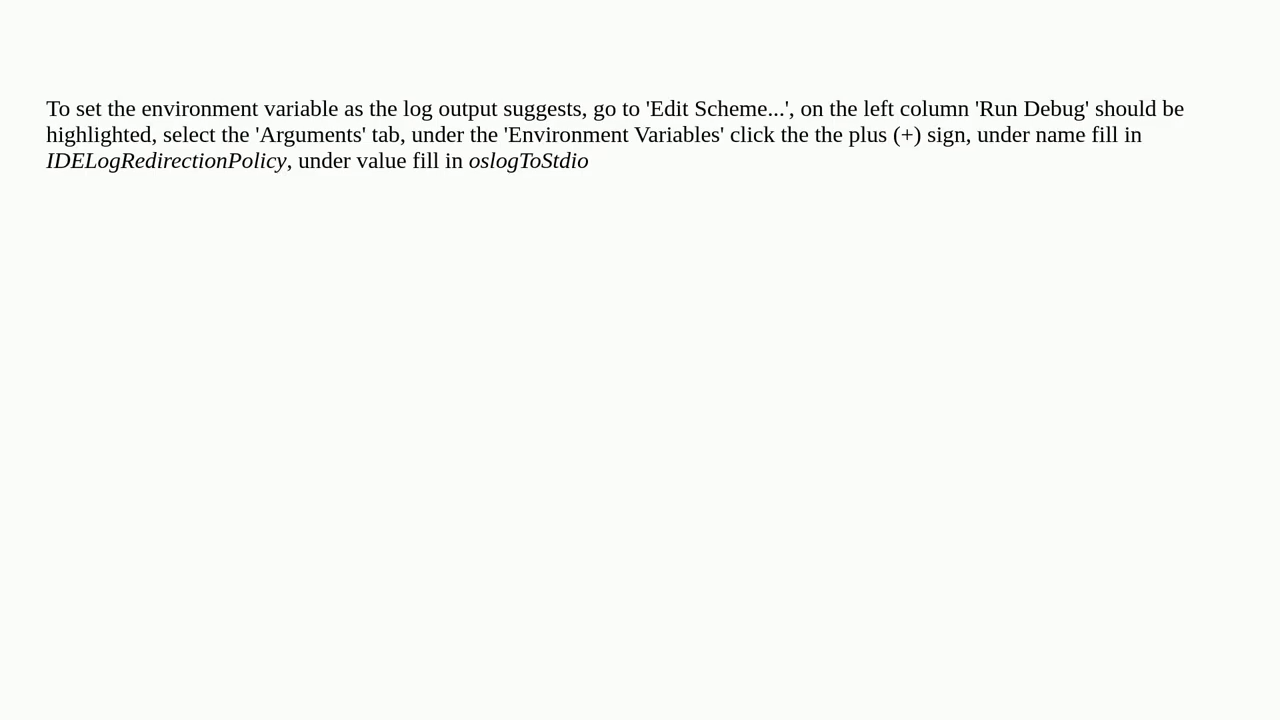 To set the environment variable as the log output suggests, go to 'Edit Scheme...', on the left column 'Run Debug' should be
highlighted, select the 'Arguments' tab, under the 'Environment Variables' click the the plus (+) sign, under name fill in
IDELogRedirectionPolicy, under value fill in oslogToStdio